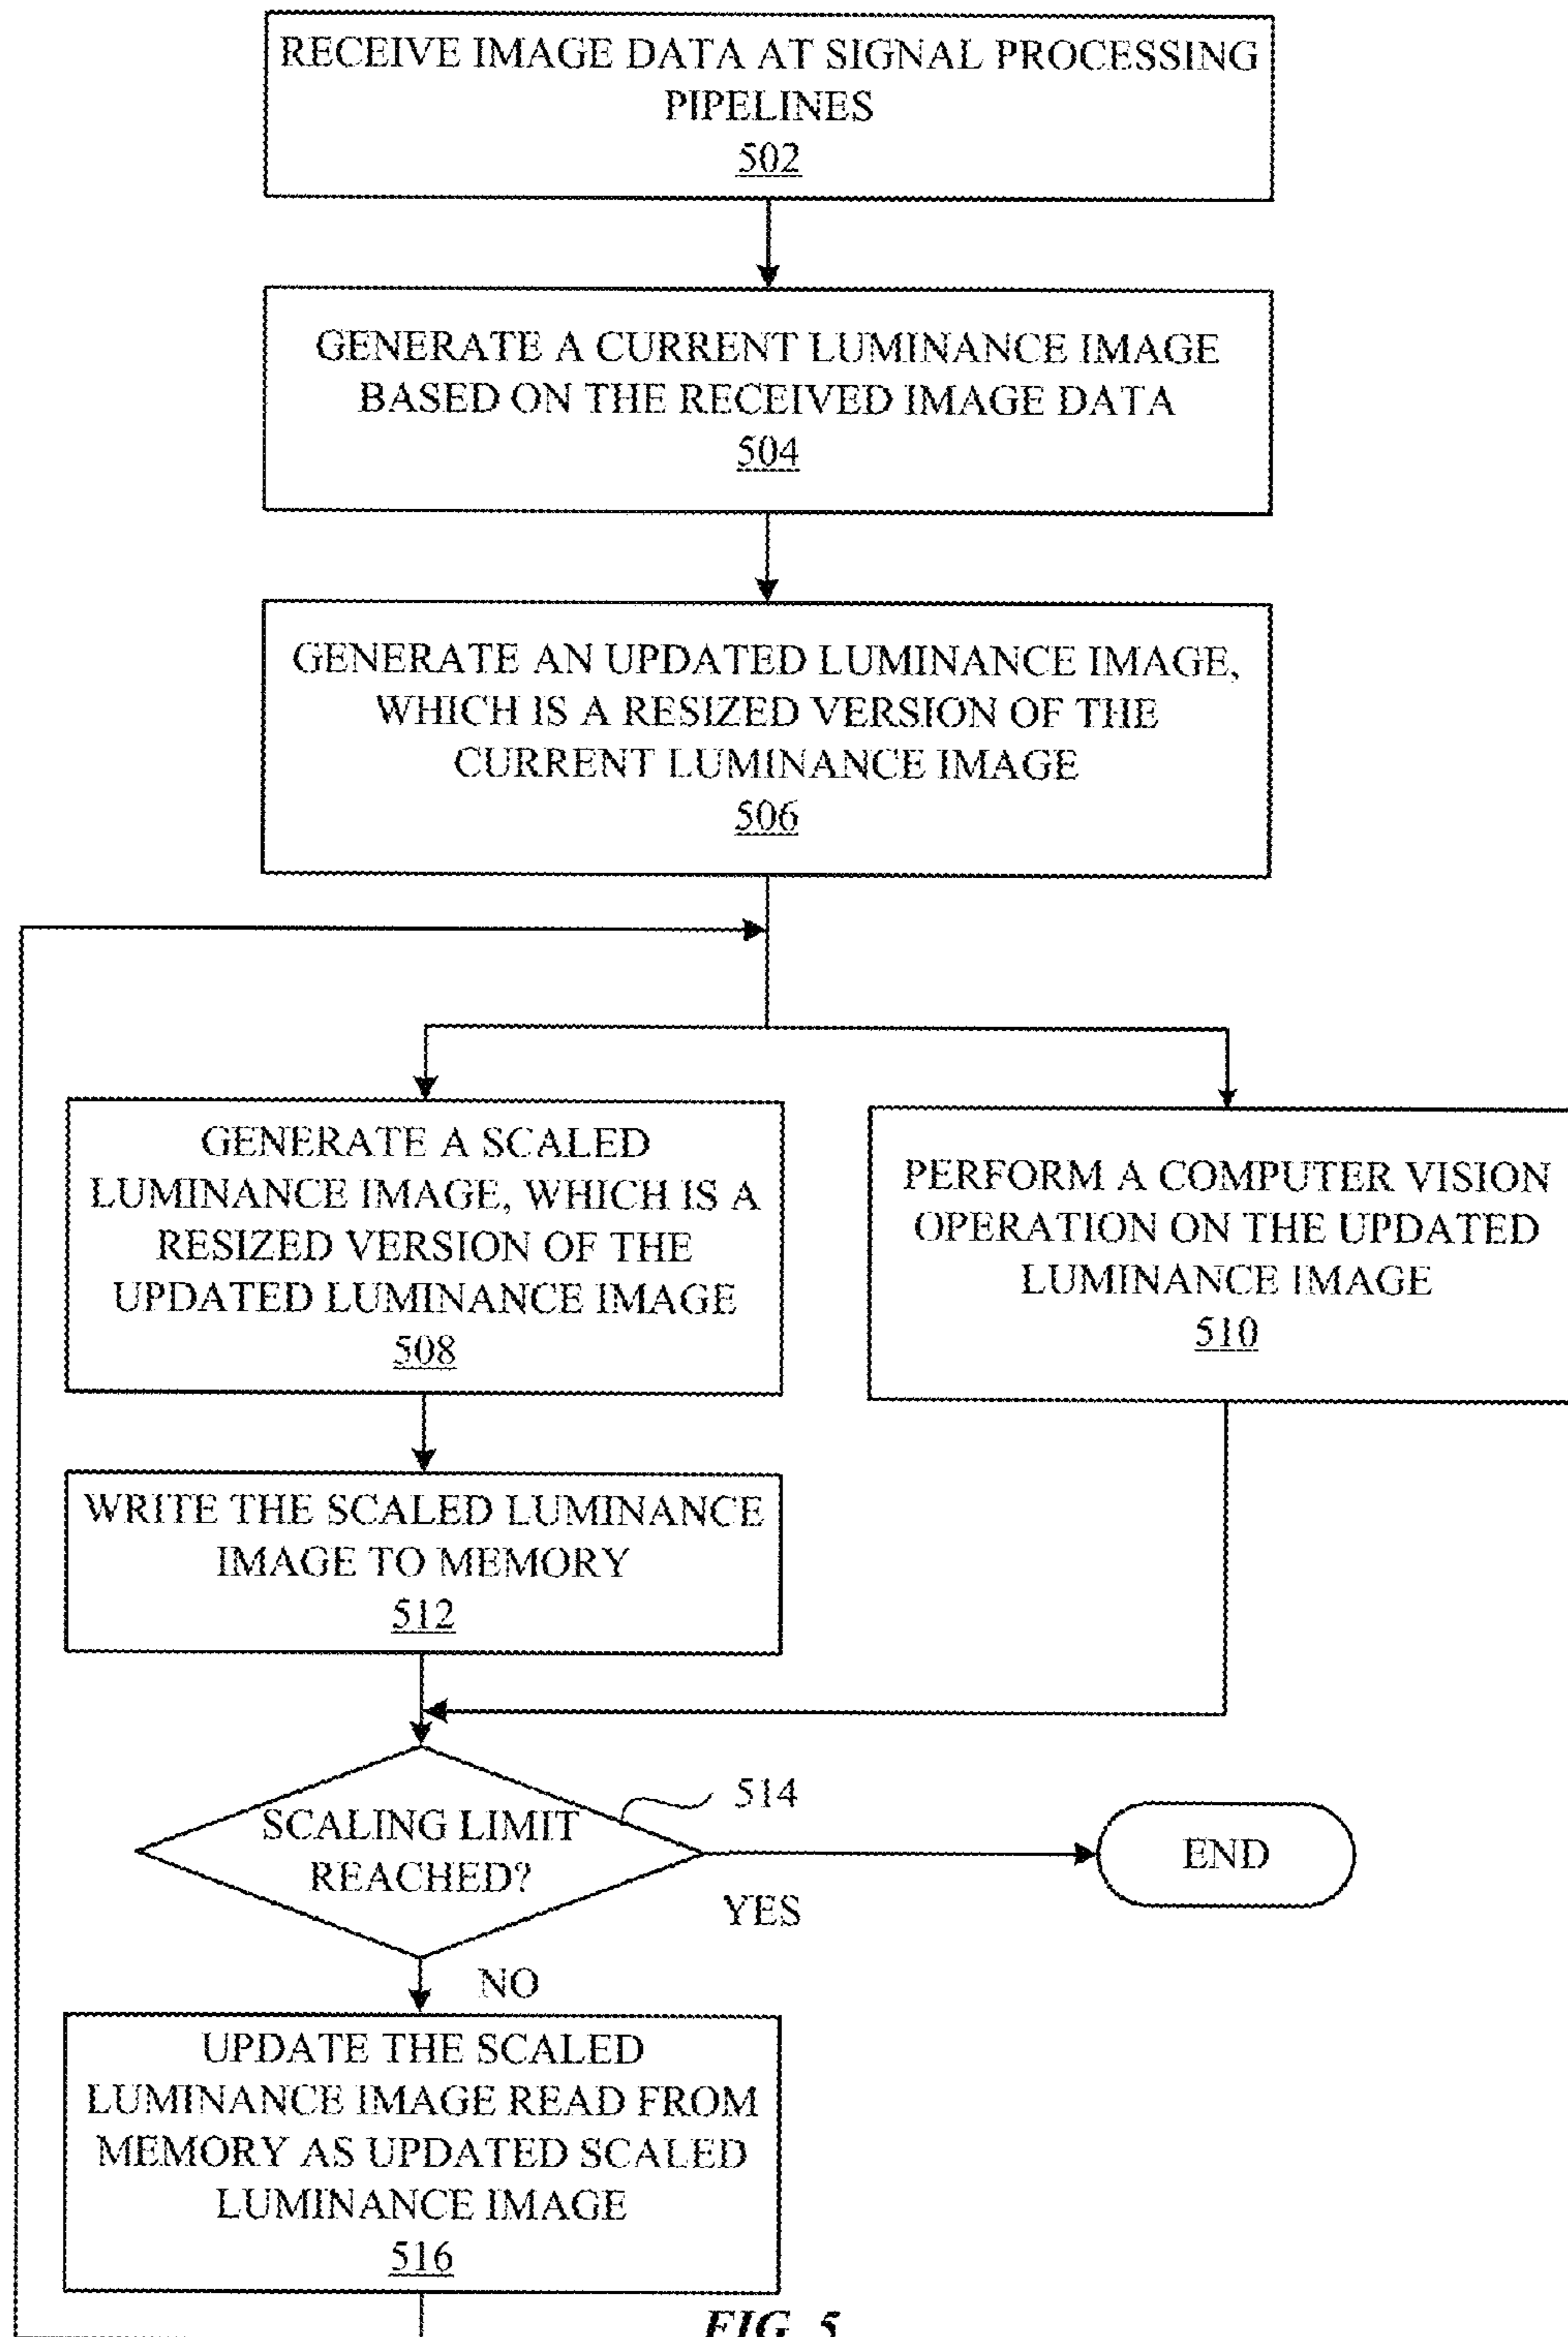 RECEIVE IMAGE DATA AT SIGNAL PROCESSING
PIPELINES
502
GENERATE A CURRENT LUMINANCE IMAGE
BASED ON THE RECEIVED IMAGE DATA
504
GENERATE AN UPDATED LUMINANCE IMAGE,
WHICH IS A RESIZED VERSION OF THE
CURRENT LUMINANCE IMAGE
506
GENERATE A SCALED
LUMINANCE IMAGE, WHICH IS A
RESIZED VERSION OF THE
UPDATED LUMINANCE IMAGE
508
PERFORM A COMPUTER VISION
OPERATION ON THE UPDATED
LUMINANCE IMAGE
510
WRITE THE SCALED LUMINANCE
IMAGE TO MEMORY
512
514
SCALING LIMIT
REACHED?
END
YES
NO
UPDATE THE SCALED
LUMINANCE IMAGE READ FROM
MEMORY AS UPDATED SCALED
LUMINANCE IMAGE
516
FIG. 5